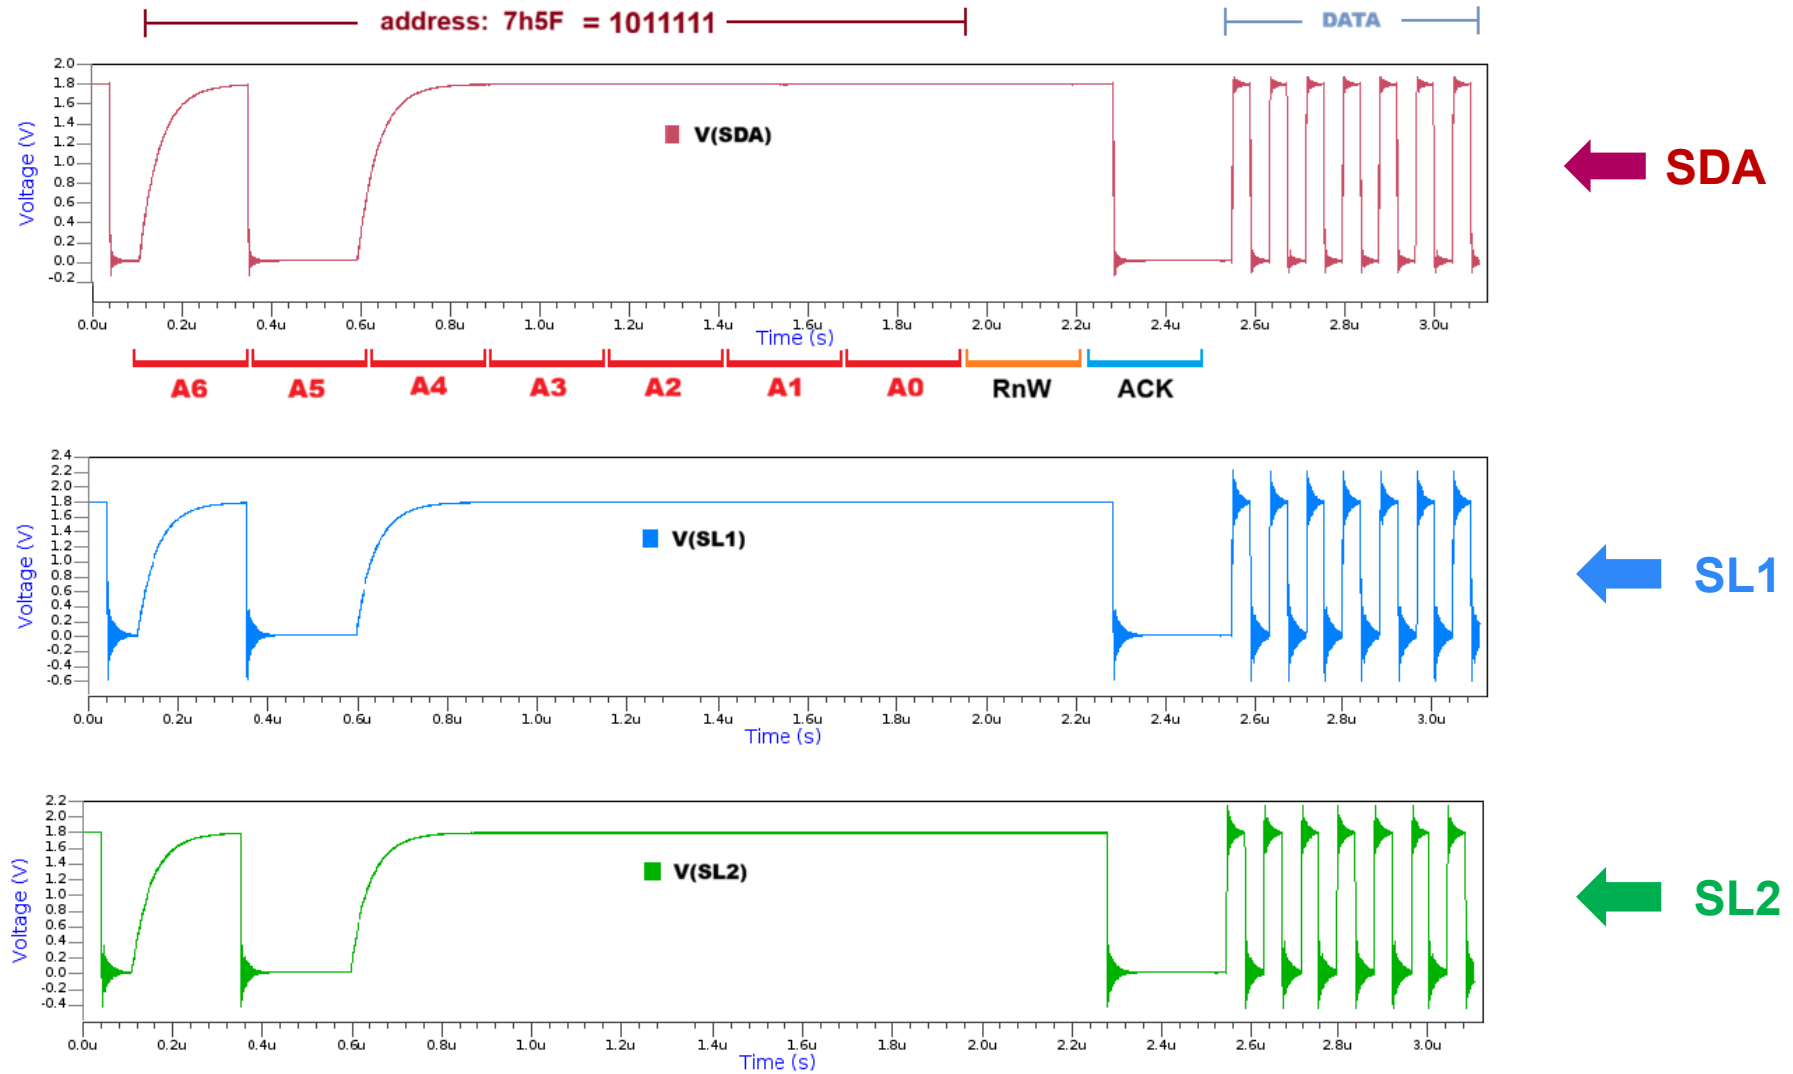 address: 7h5F = 1011111
DATA
2.0
1.8
1.6
1.4
1.2
1.0
0.8
0.6
0.4
0.2
0.0
-0.2
Voltage (V)
V(SDA)
SDA
0.0u 0.2u 0.4u 0.6u 0.8u 1.0u 1.2u 1.4u 1.6u 1.8u 2.0u 2.2u 2.4u 2.6u 2.8u 3.0u
Time (s)
A6 A5 A4 A3 A2 A1 A0 RnW ACK
2.4
2.2
2.0
1.8
1.6
1.4
1.2
1.0
0.8
0.6
0.4
0.2
0.0
-0.2
-0.4
-0.6
Voltage (V)
V(SL1)
SL1
0.0u 0.2u 0.4u 0.6u 0.8u 1.0u 1.2u 1.4u 1.6u 1.8u 2.0u 2.2u 2.4u 2.6u 2.8u 3.0u
Time (s)
2.2
2.0
1.8
1.6
1.4
1.2
1.0
0.8
0.6
0.4
0.2
0.0
-0.2
-0.4
Voltage (V)
V(SL2)
SL2
0.0u 0.2u 0.4u 0.6u 0.8u 1.0u 1.2u 1.4u 1.6u 1.8u 2.0u 2.2u 2.4u 2.6u 2.8u 3.0u
Time (s)